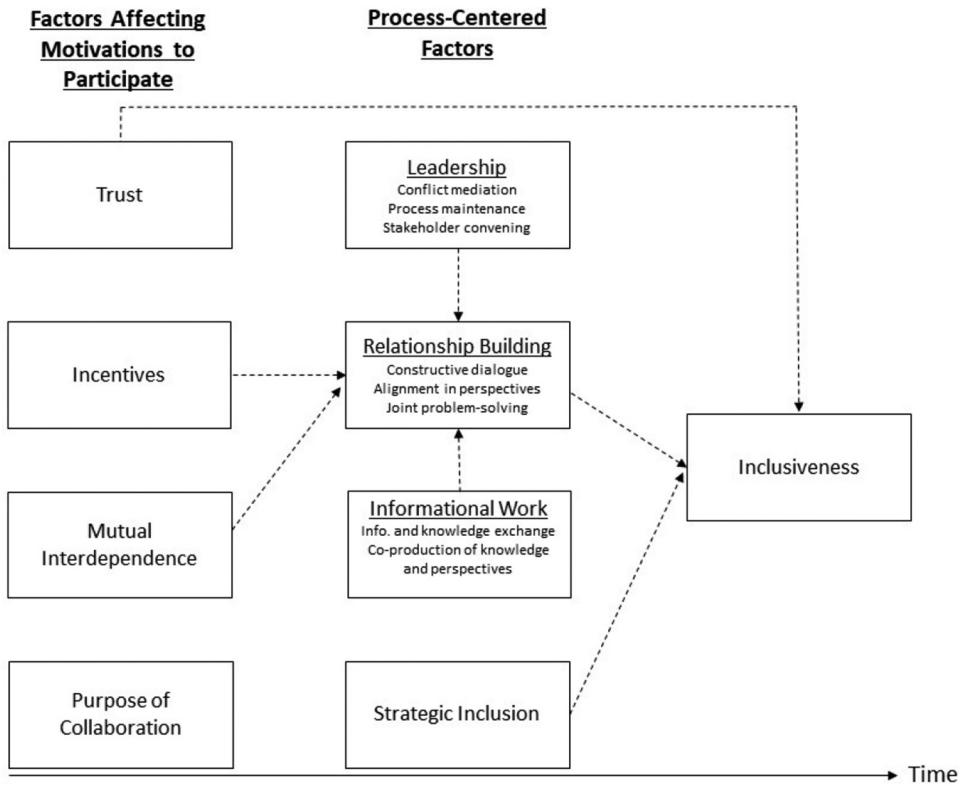 Factors Affecting
Motivations to
Participate
Process-Centered
Factors
Trust
Leadership
Conflict mediation
Process maintenance
Stakeholder convening
Incentives
Relationship Building
Constructive dialogue
Alignment in perspectives
Joint problem-solving
Inclusiveness
Mutual
Interdependence
Informational Work
Info. and knowledge exchange
Co-production of knowledge
and perspectives
Purpose of
Collaboration
Strategic Inclusion
Time